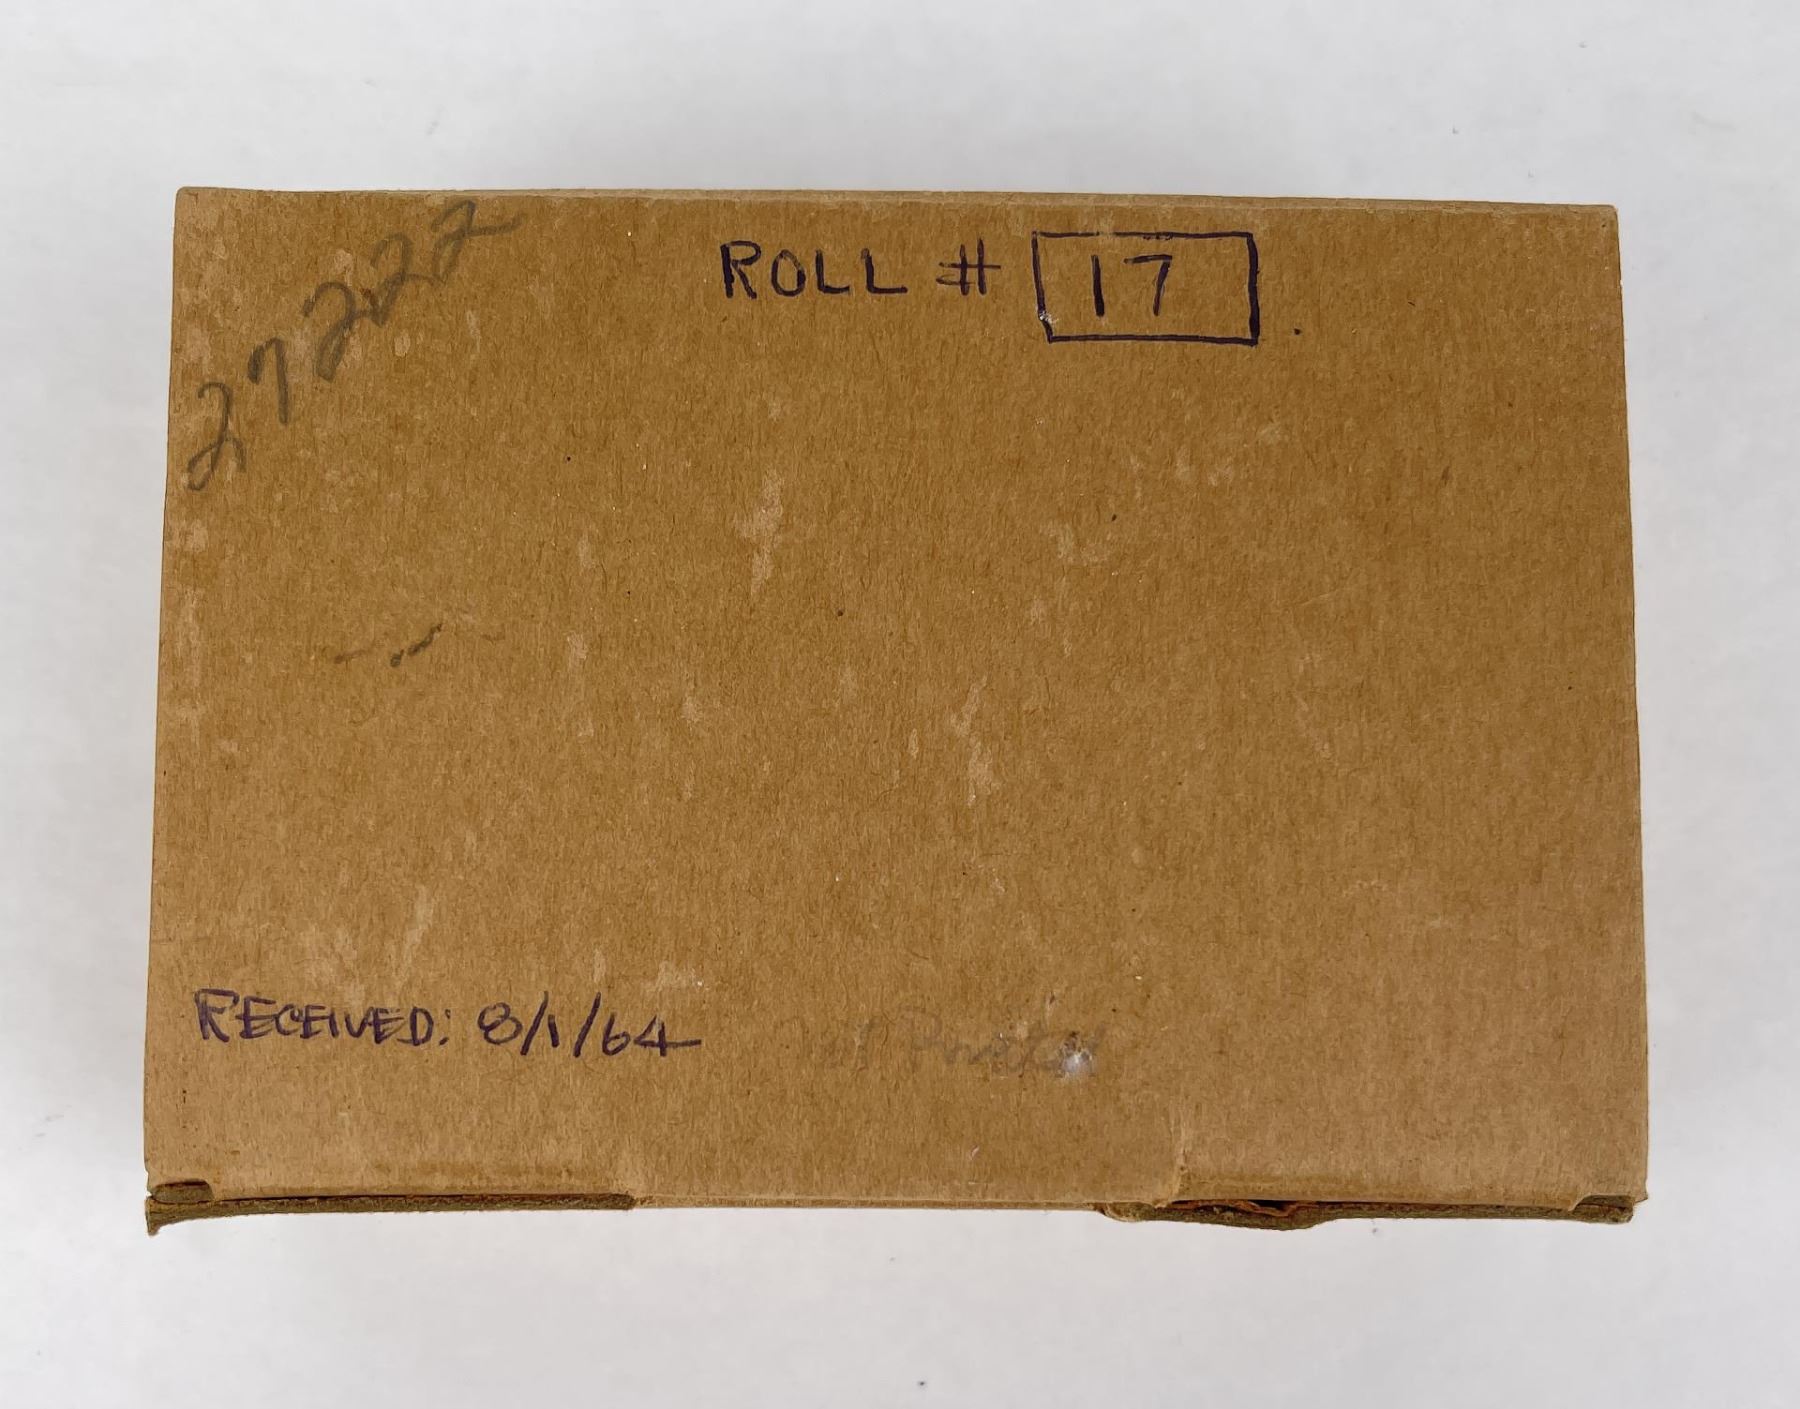 27222
ROLL # 17
RECEIVED: 8/1/64